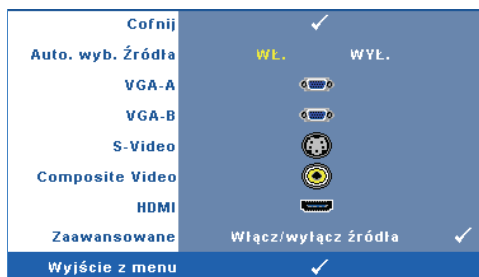 Cofnij
Auto. wyb. Źródła WŁ. WYŁ.
VGA-A
VGA-B
S-Video
Composite Video
HDMI
Zaawansowane Włącz/wyłącz źródła
Wyjście z menu